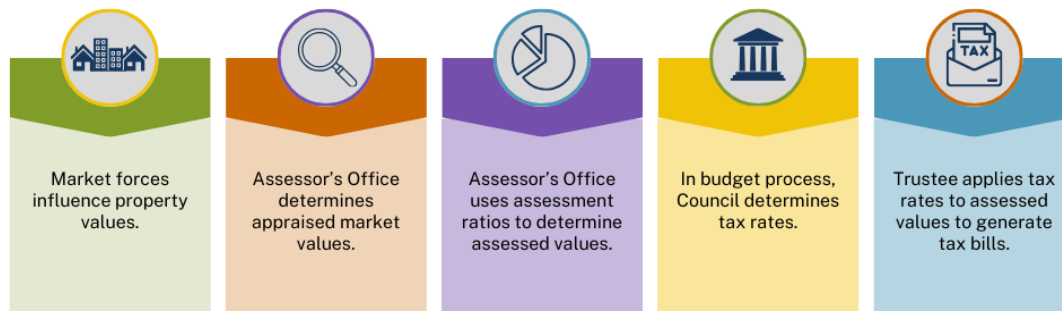 TAX
Market forces
influence property
values.
Assessor's Office
determines
appraised market
values.
Assessor's Office
uses assessment
ratios to determine
assessed values.
In budget process,
Council determines
tax rates.
Trustee applies tax
rates to assessed
values to generate
tax bills.